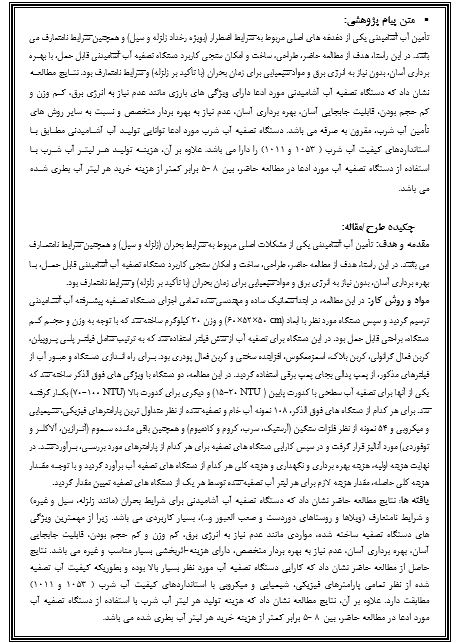 ▪ متن پیام پژوهشی:
تأمین آب آشامیدنی یکی از دغدغه های اصلی مربوط به شرایط اضطرار (بویژه رخداد زلزله و سیل) و همچنین شرایط نامتعارف می
باشد. در این راستا، هدف از مطالعه حاضر، طراحی، ساخت و امکان سنجی کاربرد دستگاه تصفیه آب آشامیدنی قابل حمل، با بهره
برداری آسان، بدون نیاز به انرژی برق و مواد شیمیایی برای زمان بحران (با تأکید بر زلزله) و شرایط نامتعارف بود. نتایج مطالعه
نشان داد که دستگاه تصفیه آب آشامیدنی مورد ادعا دارای ویژگی های بارزی مانند عدم نیاز به انرژی برق، کم وزن و
کم حجم بودن، قابلیت جابجایی آسان، بهره برداری آسان، عدم نیاز به بهره بردار متخصص و نسبت به سایر روش های
تأمین آب شرب، مقرون به صرفه می باشد. دستگاه تصفیه آب شرب مورد ادعا توانایی تولید آب آشامیدنی مطابق با
استانداردهای کیفیت آب شرب ( ۱۰۵۳ و ۱۰۱۱) را دارا می باشد. علاوه بر آن، هزینه تولید هر لیتر آب شرب با
استفاده از دستگاه تصفیه آب مورد ادعا در مطالعه حاضر، بین ۸ -۵ برابر کمتر از هزینه خرید هر لیتر آب بطری شده
می باشد.
چکیده طرح/مقاله:
مقدمه و هدف: تأمین آب آشامیدنی یکی از مشکلات اصلی مربوط به شرایط بحران (زلزله و سیل) و همچنین شرایط نامتعارف
می باشد. در این راستا، هدف از مطالعه حاضر، طراحی، ساخت و امکان سنجی کاربرد دستگاه تصفیه آب آشامیدنی قابل حمل، با
بهره برداری آسان، بدون نیاز به انرژی برق و مواد شیمیایی برای زمان بحران (با تأکید بر زلزله) و شرایط نامتعارف بود.
مواد و روش کار: در این مطالعه، در ابتدا شماتیک ساده و مهندسی شده تمامی اجزای دستگاه تصفیه پیشرفته آب آشامیدنی
ترسیم گردید و سپس دستگاه مورد نظر با ابعاد (۶۰×۵۲×۵۰ cm) و وزن ۲۰ کیلوگرم ساخته شد که با توجه به وزن و حجم کم
دستگاه، براحتی قابل حمل بود. در این دستگاه برای تصفیه آب از شش فیلتر استفاده شد که به ترتیب شامل فیلتر پلی پروپیلن،
کربن فعال گرانولی، کربن بلاک، اسمز معکوس، افزاینده سختی و کربن فعال پودری بود. برای راه اندازی دستگاه و عبور آب از
فیلترهای مذکور، از پمپ پدالی بجای پمپ برقی استفاده گردید. در این مطالعه، دو دستگاه با ویژگی های فوق الذکر ساخته شد که
یکی از آنها برای تصفیه آب سطحی با کدورت پایین ( ۲۰-۱۵ NTU) و دیگری برای کدورت بالا (۱۰۰-۷۰ NTU) بکار گرفته
شد. برای هر کدام از دستگاه های فوق الذکر، ۱۰۸ نمونه آب خام و تصفیه شده از نظر متداول ترین پارامترهای فیزیکی، شیمیایی
و میکروبی و ۵۴ نمونه از نظر فلزات سنگین (آرسنیک، سرب، کروم و کادمیوم) و همچنین باقی مانده سموم (آترازین، آلاکلر و
توفوردی) مورد آنالیز قرار گرفت و در سپس کارایی دستگاه های تصفیه برای هر کدام از پارامترهای مورد بررسی، برآورد شد. در
نهایت هزینه اولیه، هزینه بهره برداری و نگهداری و هزینه کلی هر کدام از دستگاه های تصفیه آب برآورد گردید و با توجه مقدار
هزینه کلی حاصله، مقدار هزینه لازم برای هر لیتر آب تصفیه شده توسط هر یک از دستگاه های تصفیه تعیین مقدار گردید.
یافته ها: نتایج مطالعه حاضر نشان داد که دستگاه تصفیه آب آشامیدنی برای شرایط بحران (مانند زلزله، سیل و غیره)
و شرایط نامتعارف (ویلاها و روستاهای دوردست و صعب العبور و...)، بسیار کاربردی می باشد. زیرا از مهمترین ویژگی
های دستگاه تصفیه ساخته شده، مواردی مانند عدم نیاز به انرژی برق، کم وزن و کم حجم بودن، قابلیت جابجایی
آسان، بهره برداری آسان، عدم نیاز به بهره بردار متخصص، دارای هزینه-اثربخشی بسیار مناسب و غیره می باشد. نتایج
حاصل از مطالعه حاضر نشان داد که کارایی دستگاه تصفیه آب مورد نظر بسیار بالا بوده و بطوریکه کیفیت آب تصفیه
شده از نظر تمامی پارامترهای فیزیکی، شیمیایی و میکروبی با استانداردهای کیفیت آب شرب ( ۱۰۵۳ و ۱۰۱۱)
مطابقت دارد. علاوه بر آن، نتایج مطالعه نشان داد که هزینه تولید هر لیتر آب شرب با استفاده از دستگاه تصفیه آب
مورد ادعا در مطالعه حاضر، بین ۸ -۵ برابر کمتر از هزینه خرید هر لیتر آب بطری شده می باشد.